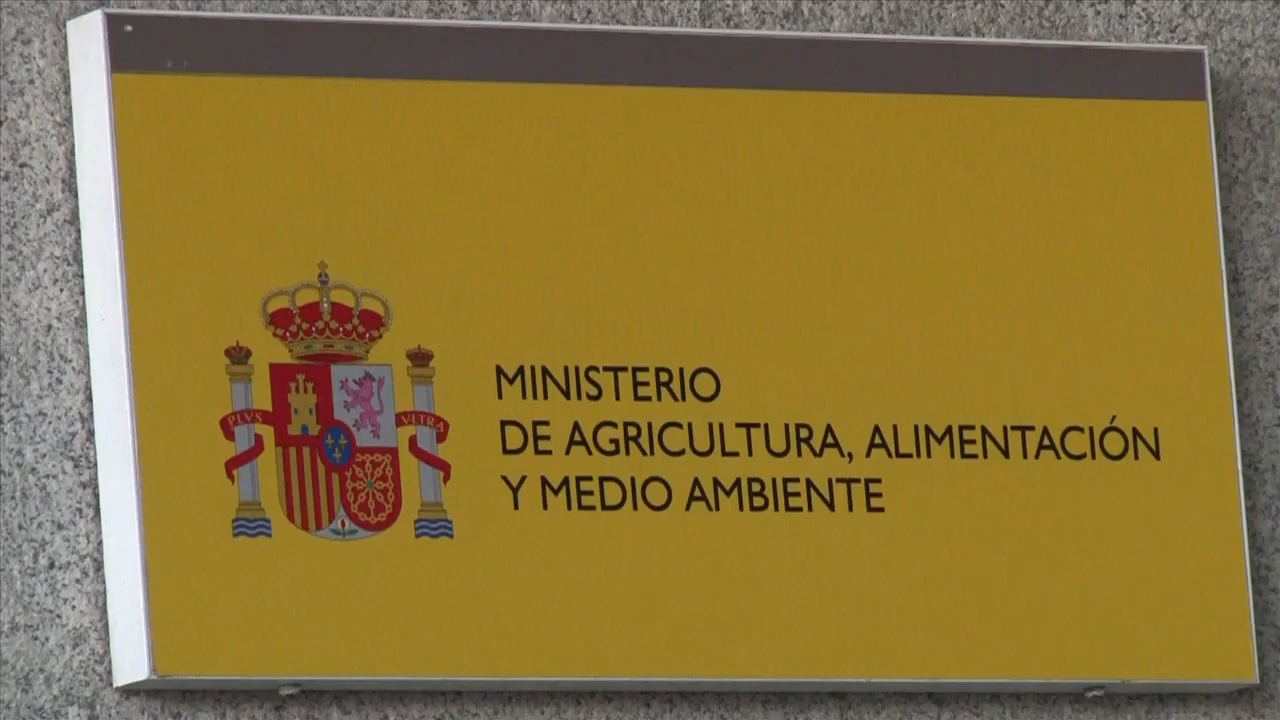 MINISTERIO
DE AGRICULTURA, ALIMENTACIÓN
Y MEDIO AMBIENTE
PLVS VLTRA